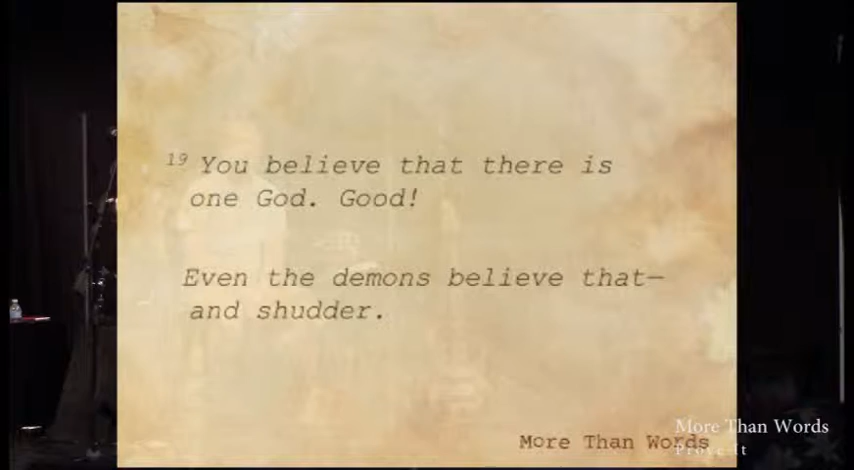 19 You believe that there is
one God. Good!
Even the demons believe that—
and shudder.
More Than Words
More Than Words
Prove It